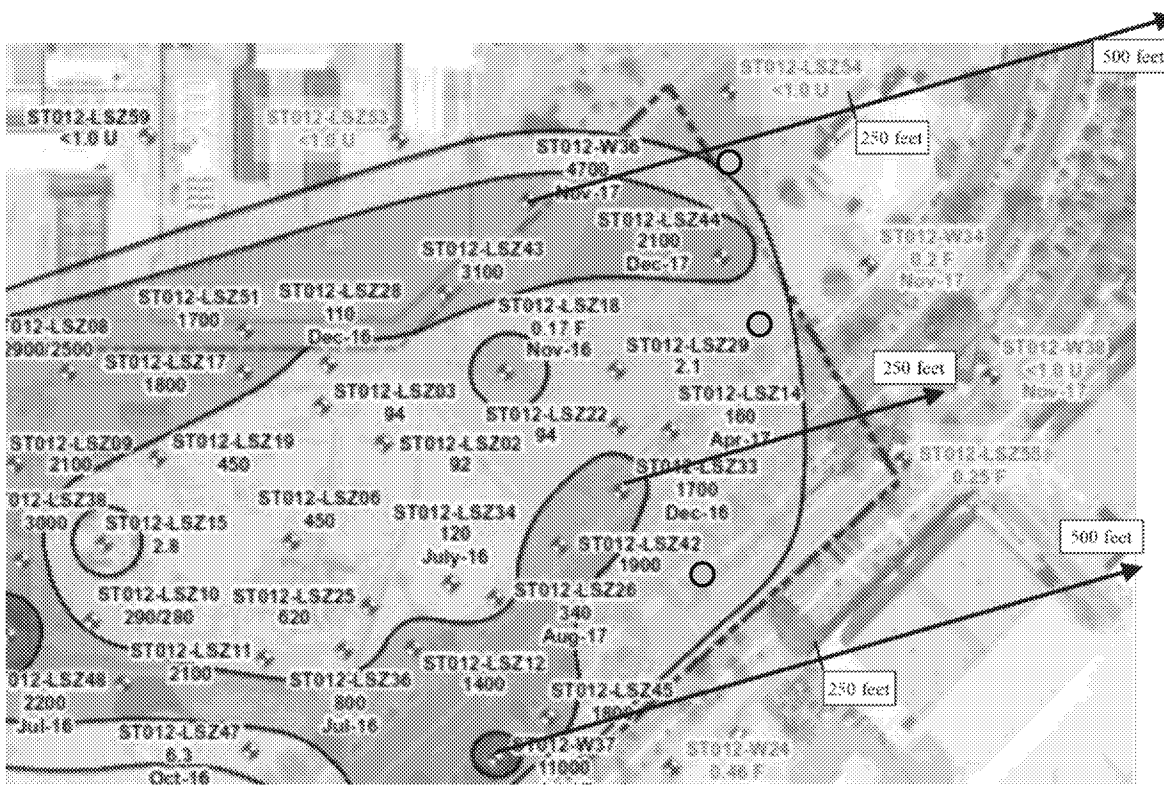 500 feet
ST012-LSZ54
<1.0 U
ST012-LSZ59
<1.0 U
ST012-LSZ53
<1.0 U
250 feet
ST012-W36
4700
Nov-17
ST012-LSZ44
2100
Dec-17
ST012-W34
0.2 F
Nov-17
ST012-LSZ43
3100
ST012-LSZ51
1700
ST012-LSZ28
110
Dec-16
ST012-LSZ18
0.17 F
Nov-16
T012-LSZ08
2900/2500
ST012-LSZ17
1800
ST012-LSZ29
2.1
ST012-W38
<1.0 U
Nov-17
250 feet
ST012-LSZ03
94
ST012-LSZ22
94
ST012-LSZ14
160
Apr-17
ST012-LSZ09
2100
ST012-LSZ19
450
ST012-LSZ02
92
ST012-LSZ33
1700
Dec-16
0.25 F
T012-LSZ38
3000
ST012-LSZ15
2.8
ST012-LSZ06
450
ST012-LSZ34
120
July-16
ST012-LSZ42
1900
500 feet
ST012-LSZ10
290/280
ST012-LSZ25
620
ST012-LSZ26
340
Aug-17
ST012-LSZ11
2100
ST012-LSZ12
1400
T012-LSZ48
2200
Jul-16
ST012-LSZ36
800
Jul-16
ST012-LSZ45
1800
250 feet
ST012-LSZ47
6.3
Oct-16
ST012-W37
11000
ST012-W24
0.46 F